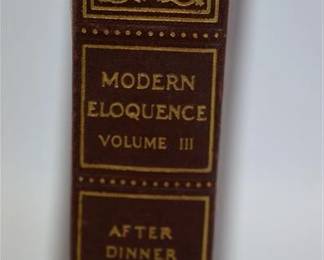 MODERN
ELOQUENCE
VOLUME III
AFTER
DINNER